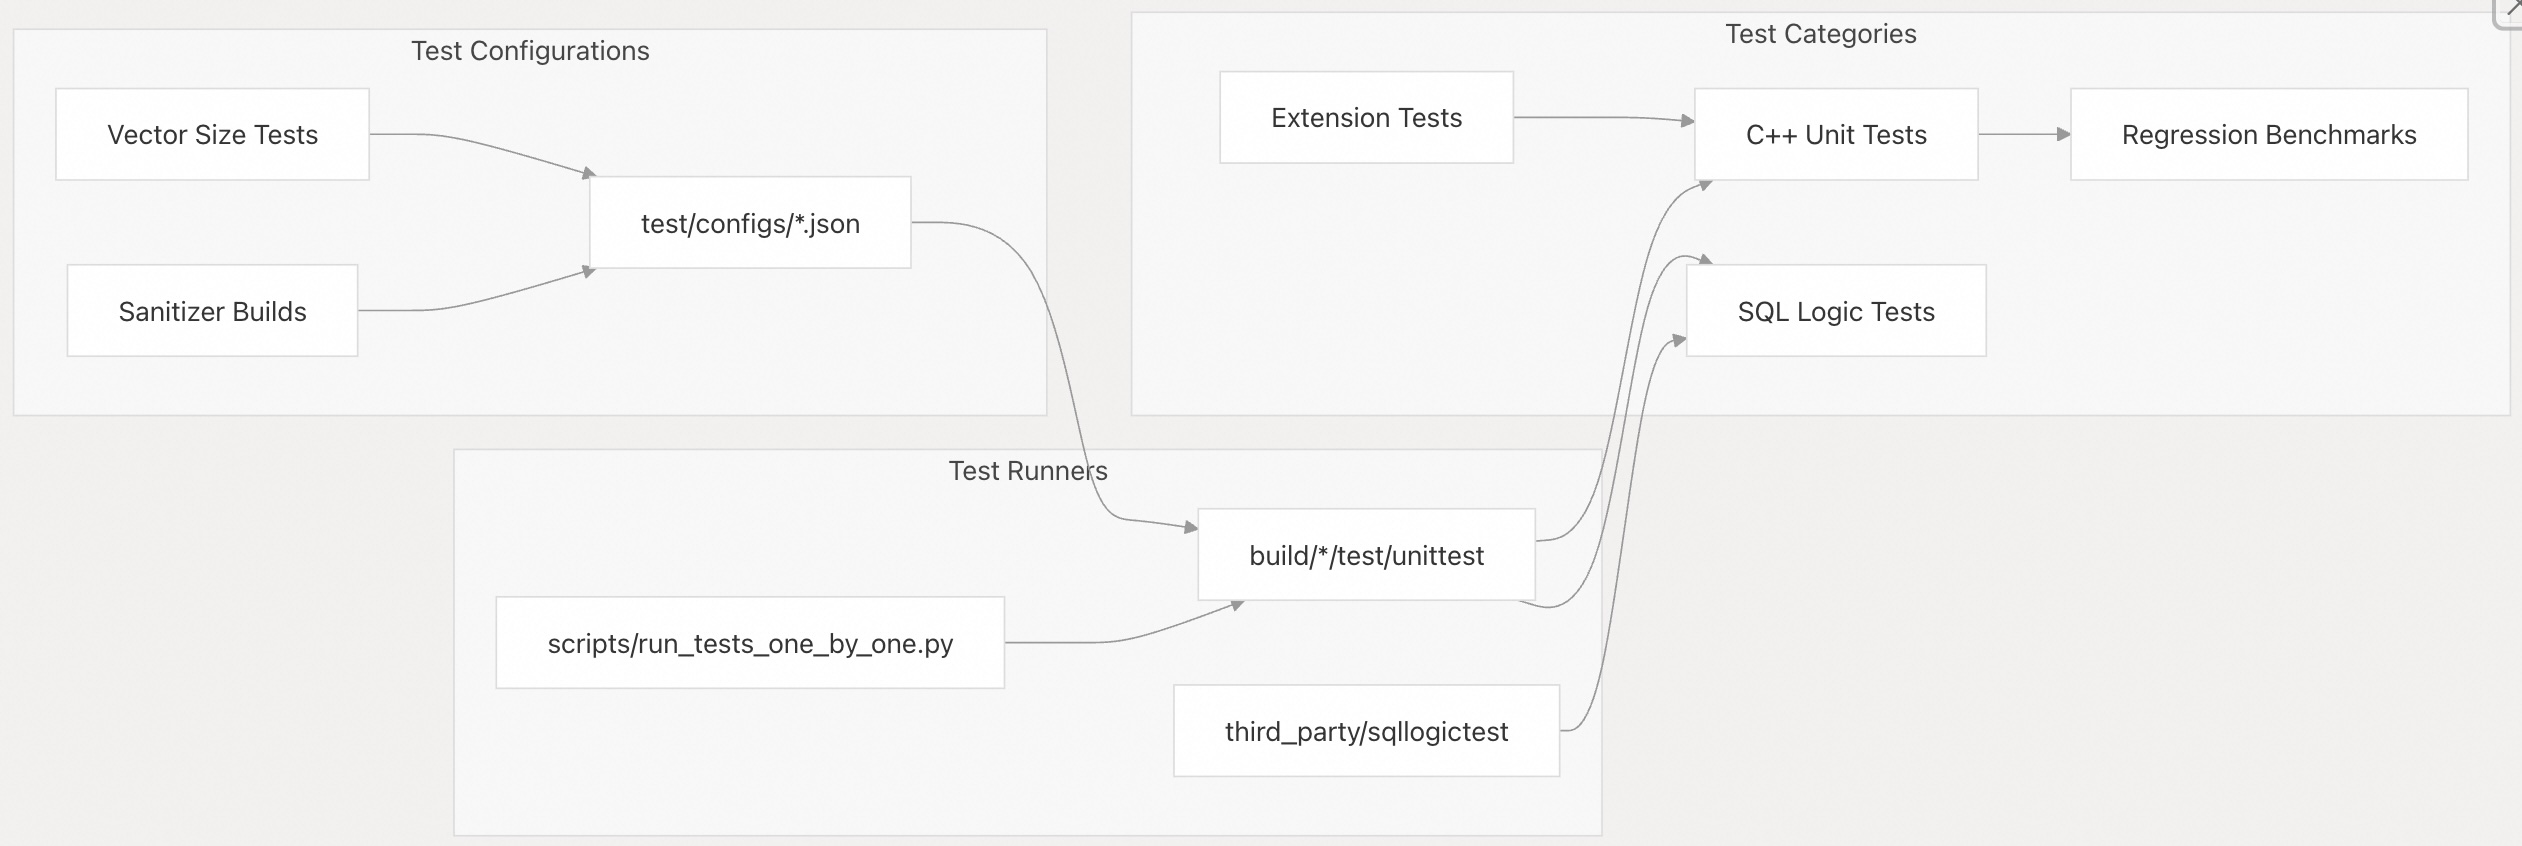 Test Configurations
Vector Size Tests
Sanitizer Builds
test/configs/*.json
Test Categories
Extension Tests
C++ Unit Tests
Regression Benchmarks
SQL Logic Tests
Test Runners
build/*/test/unittest
scripts/run_tests_one_by_one.py
third_party/sqllogictest